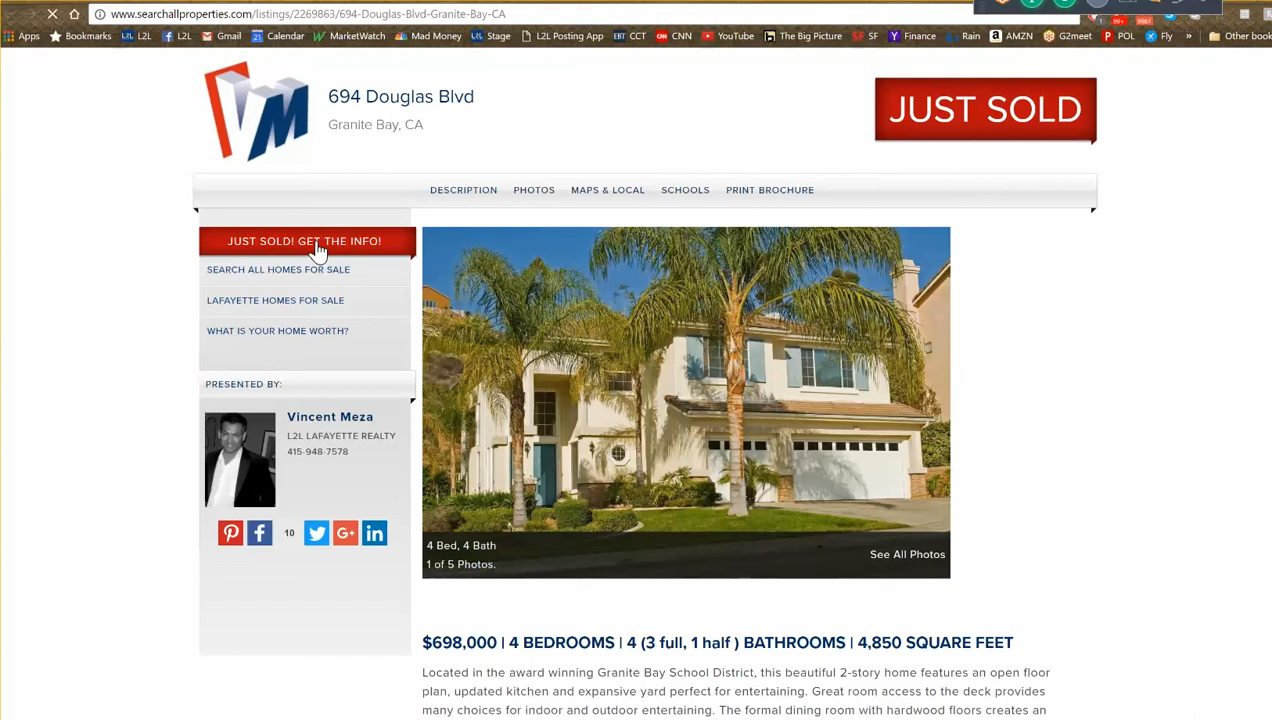 www.searchallproperties.com/listings/2269863/694-Douglas-Blvd-Granite-Bay-CA
Apps Bookmarks L2L L2L Gmail Calendar MarketWatch Mad Money Stage L2L Posting App CCT CNN YouTube The Big Picture SF Finance Rain AMZN G2meet POL Fly » Other book
VM
694 Douglas Blvd
Granite Bay, CA
JUST SOLD
DESCRIPTION PHOTOS MAPS & LOCAL SCHOOLS PRINT BROCHURE
JUST SOLD! GET THE INFO!
SEARCH ALL HOMES FOR SALE
LAFAYETTE HOMES FOR SALE
WHAT IS YOUR HOME WORTH?
PRESENTED BY:
Vincent Meza
L2L LAFAYETTE REALTY
415-948-7578
10
4 Bed, 4 Bath
1 of 5 Photos.
See All Photos
$698,000 | 4 BEDROOMS | 4 (3 full, 1 half ) BATHROOMS | 4,850 SQUARE FEET
Located in the award winning Granite Bay School District, this beautiful 2-story home features an open floor
plan, updated kitchen and expansive yard perfect for entertaining. Great room access to the deck provides
many choices for indoor and outdoor entertaining. The formal dining room with hardwood floors creates an